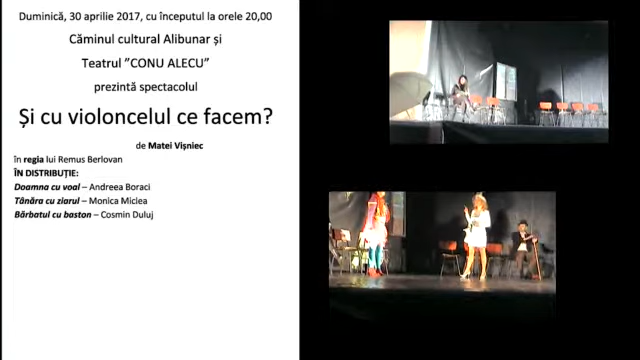 Duminică, 30 aprilie 2017, cu începutul la orele 20,00
Căminul cultural Alibunar și
Teatrul ”CONU ALECU”
prezintă spectacolul
Și cu violoncelul ce facem?
de Matei Vișniec
în regia lui Remus Berlovan
ÎN DISTRIBUȚIE:
Doamna cu voal – Andreea Boraci
Tânăra cu ziarul – Monica Miciea
Bărbatul cu baston – Cosmin Duluj